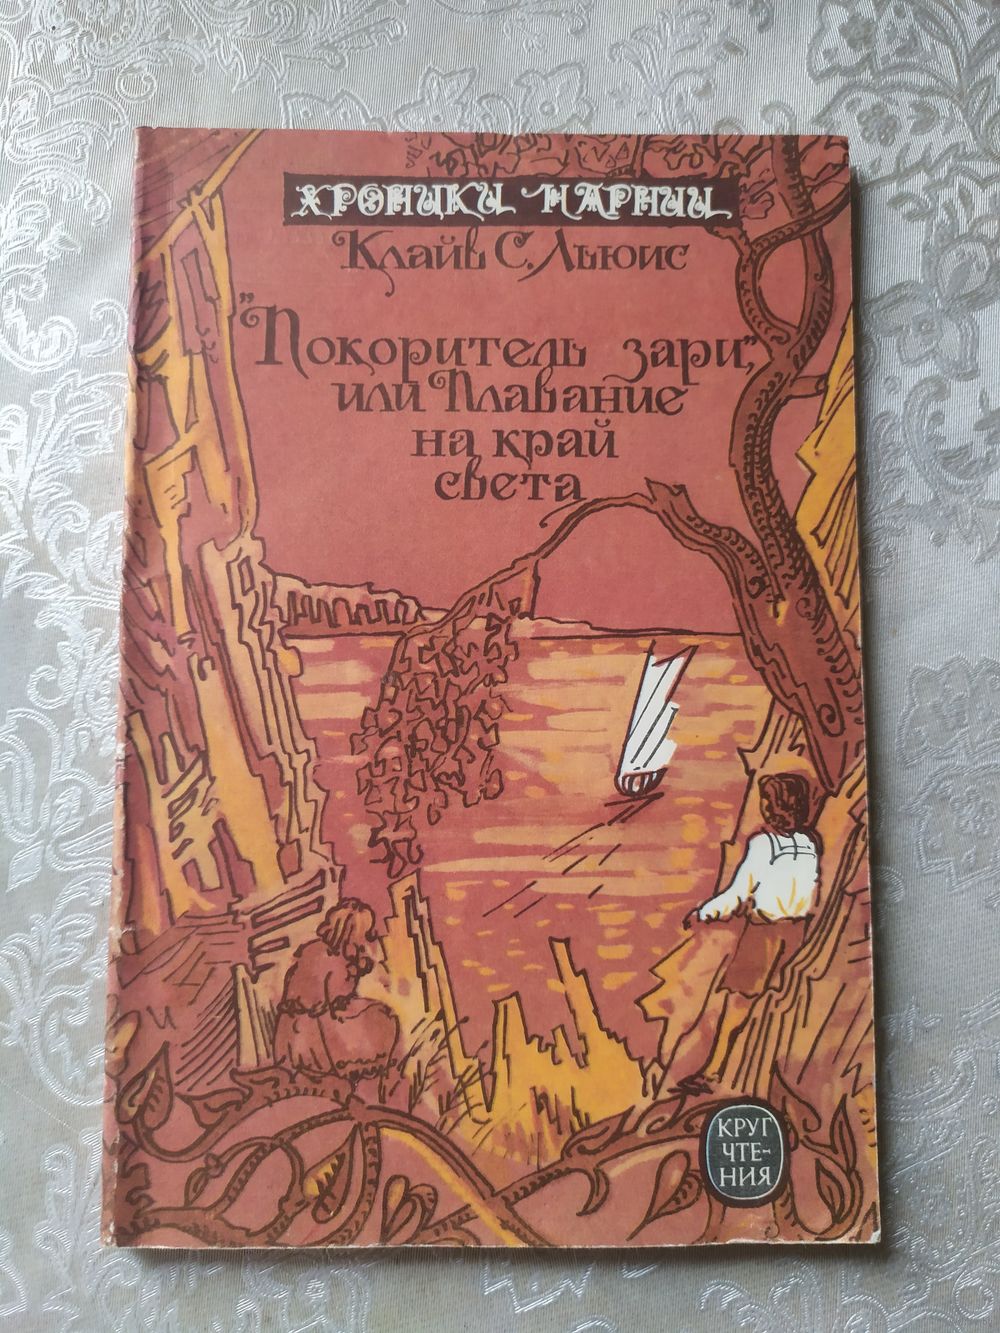 ХРОНИКИ НАРНИИ
Клайв С. Льюис
"Покоритель зари",
или Плавание
на край
света
КРУГ
ЧТЕ-
НИЯ